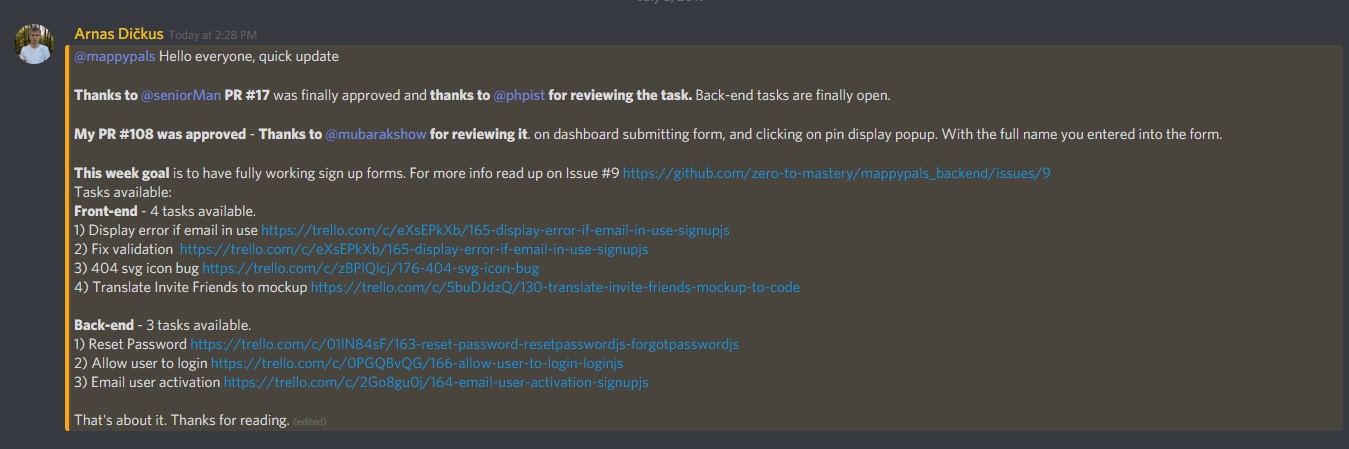 Arnas Dičkus Today at 2:28 PM
@mappypals Hello everyone, quick update
Thanks to @seniorMan PR #17 was finally approved and thanks to @phpist for reviewing the task. Back-end tasks are finally open.
My PR #108 was approved - Thanks to @mubarakshow for reviewing it. on dashboard submitting form, and clicking on pin display popup. With the full name you entered into the form.
This week goal is to have fully working sign up forms. For more info read up on Issue #9 https://github.com/zero-to-mastery/mappypals_backend/issues/9
Tasks available:
Front-end - 4 tasks available.
1) Display error if email in use https://trello.com/c/eXsEPkXb/165-display-error-if-email-in-use-signupjs
2) Fix validation https://trello.com/c/eXsEPkXb/165-display-error-if-email-in-use-signupjs
3) 404 svg icon bug https://trello.com/c/zBPlQlcj/176-404-svg-icon-bug
4) Translate Invite Friends to mockup https://trello.com/c/5buDJdzQ/130-translate-invite-friends-mockup-to-code
Back-end - 3 tasks available.
1) Reset Password https://trello.com/c/01lN84sF/163-reset-password-resetpasswordjs-forgotpasswordjs
2) Allow user to login https://trello.com/c/0PGQBvQG/166-allow-user-to-login-loginjs
3) Email user activation https://trello.com/c/2Go8gu0j/164-email-user-activation-signupjs
That's about it. Thanks for reading. (edited)